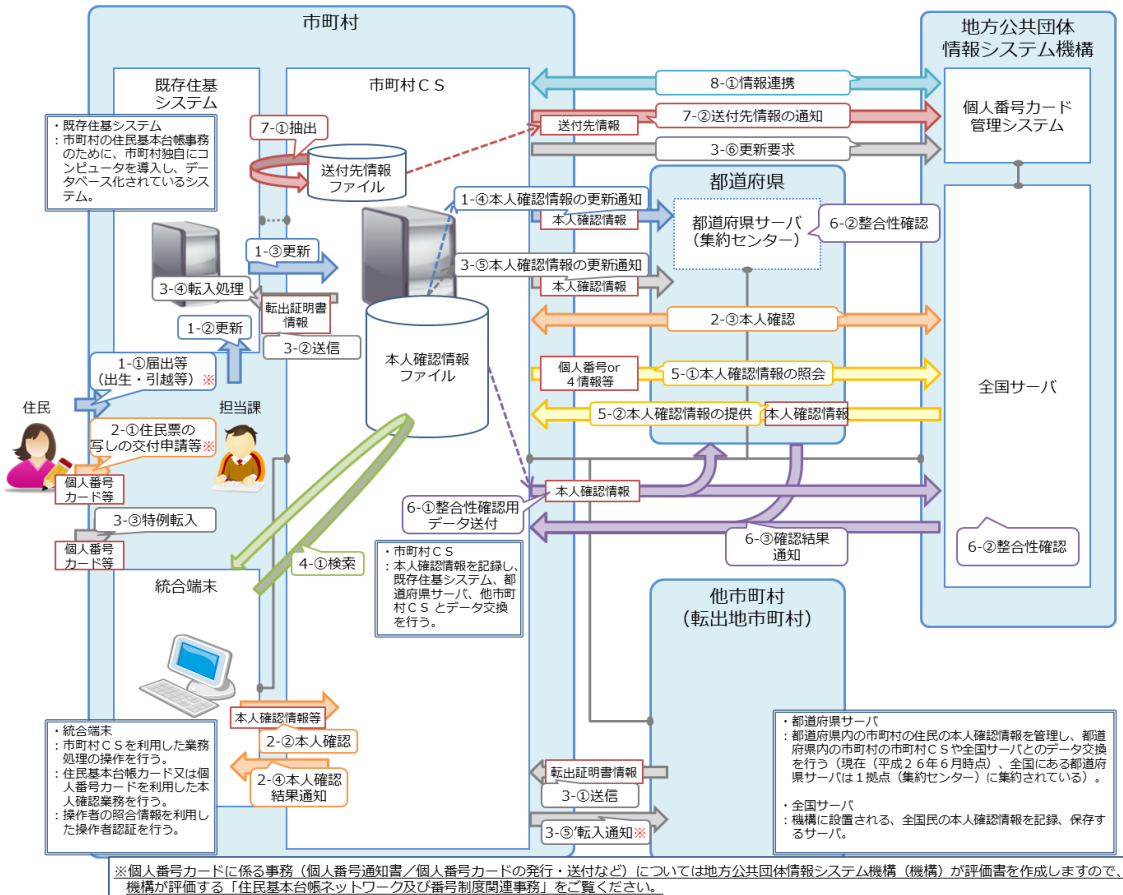 市町村
地方公共団体
情報システム機構
既存住基
システム
市町村ＣＳ
個人番号カード
管理システム
・既存住基システム
：市町村の住民基本台帳事務
のために、市町村独自にコ
ンピュータを導入し、デー
タベース化されているシス
テム。
7-①抽出
送付先情報
ファイル
8-①情報連携
7-②送付先情報の通知
送付先情報
3-⑥更新要求
都道府県
1-④本人確認情報の更新通知
本人確認情報
都道府県サーバ
（集約センター）
6-②整合性確認
1-③更新
3-⑤本人確認情報の更新通知
本人確認情報
3-④転入処理
転出証明書
情報
3-②送信
1-②更新
2-③本人確認
本人確認情報
ファイル
1-①届出等
（出生・引越等）※
個人番号or
４情報等
5-①本人確認情報の照会
全国サーバ
5-②本人確認情報の提供
本人確認情報
住民
担当課
2-①住民票の
写しの交付申請等※
個人番号
カード等
3-③特例転入
個人番号
カード等
6-①整合性確認用
データ送付
本人確認情報
6-③確認結果
通知
6-②整合性確認
4-①検索
・市町村ＣＳ
：本人確認情報を記録し、
既存住基システム、都
道府県サーバ、他市町
村ＣＳ とデータ交換
を行う。
統合端末
他市町村
（転出地市町村）
本人確認情報等
2-②本人確認
2-④本人確認
結果通知
・統合端末
：市町村ＣＳを利用した業務
処理の操作を行う。
：住民基本台帳カード又は個
人番号カードを利用した本
人確認業務を行う。
：操作者の照合情報を利用し
た操作者認証を行う。
転出証明書情報
3-①送信
3-⑤’転入通知※
・都道府県サーバ
：都道府県内の市町村の住民の本人確認情報を管理し、都道
府県内の市町村の市町村ＣＳや全国サーバとのデータ交換
を行う（現在（平成２６年６月時点）、全国にある都道府
県サーバは１拠点（集約センター）に集約されている）。
・全国サーバ
：機構に設置される、全国民の本人確認情報を記録、保存す
るサーバ。
※個人番号カードに係る事務（個人番号通知書／個人番号カードの発行・送付など）については地方公共団体情報システム機構（機構）が評価書を作成しますので、
機構が評価する「住民基本台帳ネットワーク及び番号制度関連事務」をご覧ください。